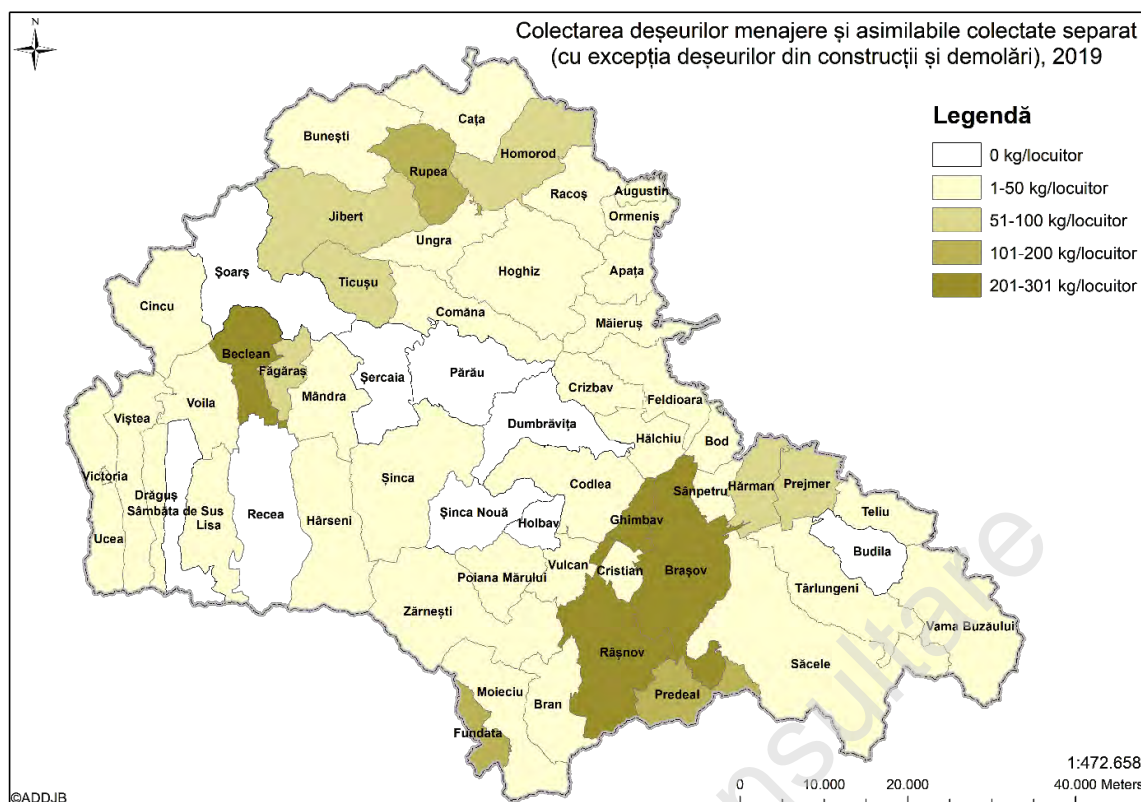 N
Colectarea deșeurilor menajere și asimilabile colectate separat
(cu excepția deșeurilor din construcții și demolări), 2019
Legendă
0 kg/locuitor
1-50 kg/locuitor
51-100 kg/locuitor
101-200 kg/locuitor
201-301 kg/locuitor
Cața
Bunești
Homorod
Rupea
Racoș
Augustin
Ormeniș
Jibert
Ungra
Hoghiz
Apața
Șoarș
Ticușu
Cincu
Comăna
Măieruș
Beclean
Făgăraș
Șercaia
Părău
Crizbav
Feldioara
Mândra
Voila
Viștea
Dumbrăvița
Hălchiu
Bod
Victoria
Drăguș
Sâmbăta de Sus
Lisa
Ucea
Recea
Hârseni
Șinca
Codlea
Sânpetru
Hărman
Prejmer
Teliu
Șinca Nouă
Holbav
Ghimbav
Budila
Poiana Mărului
Vulcan
Cristian
Brașov
Târlungeni
Zărnești
Vama Buzăului
Râșnov
Săcele
Moieciu
Bran
Predeal
Fundata
nsultare
1:472.658
0 10.000 20.000 40.000 Meters
©ADDJB